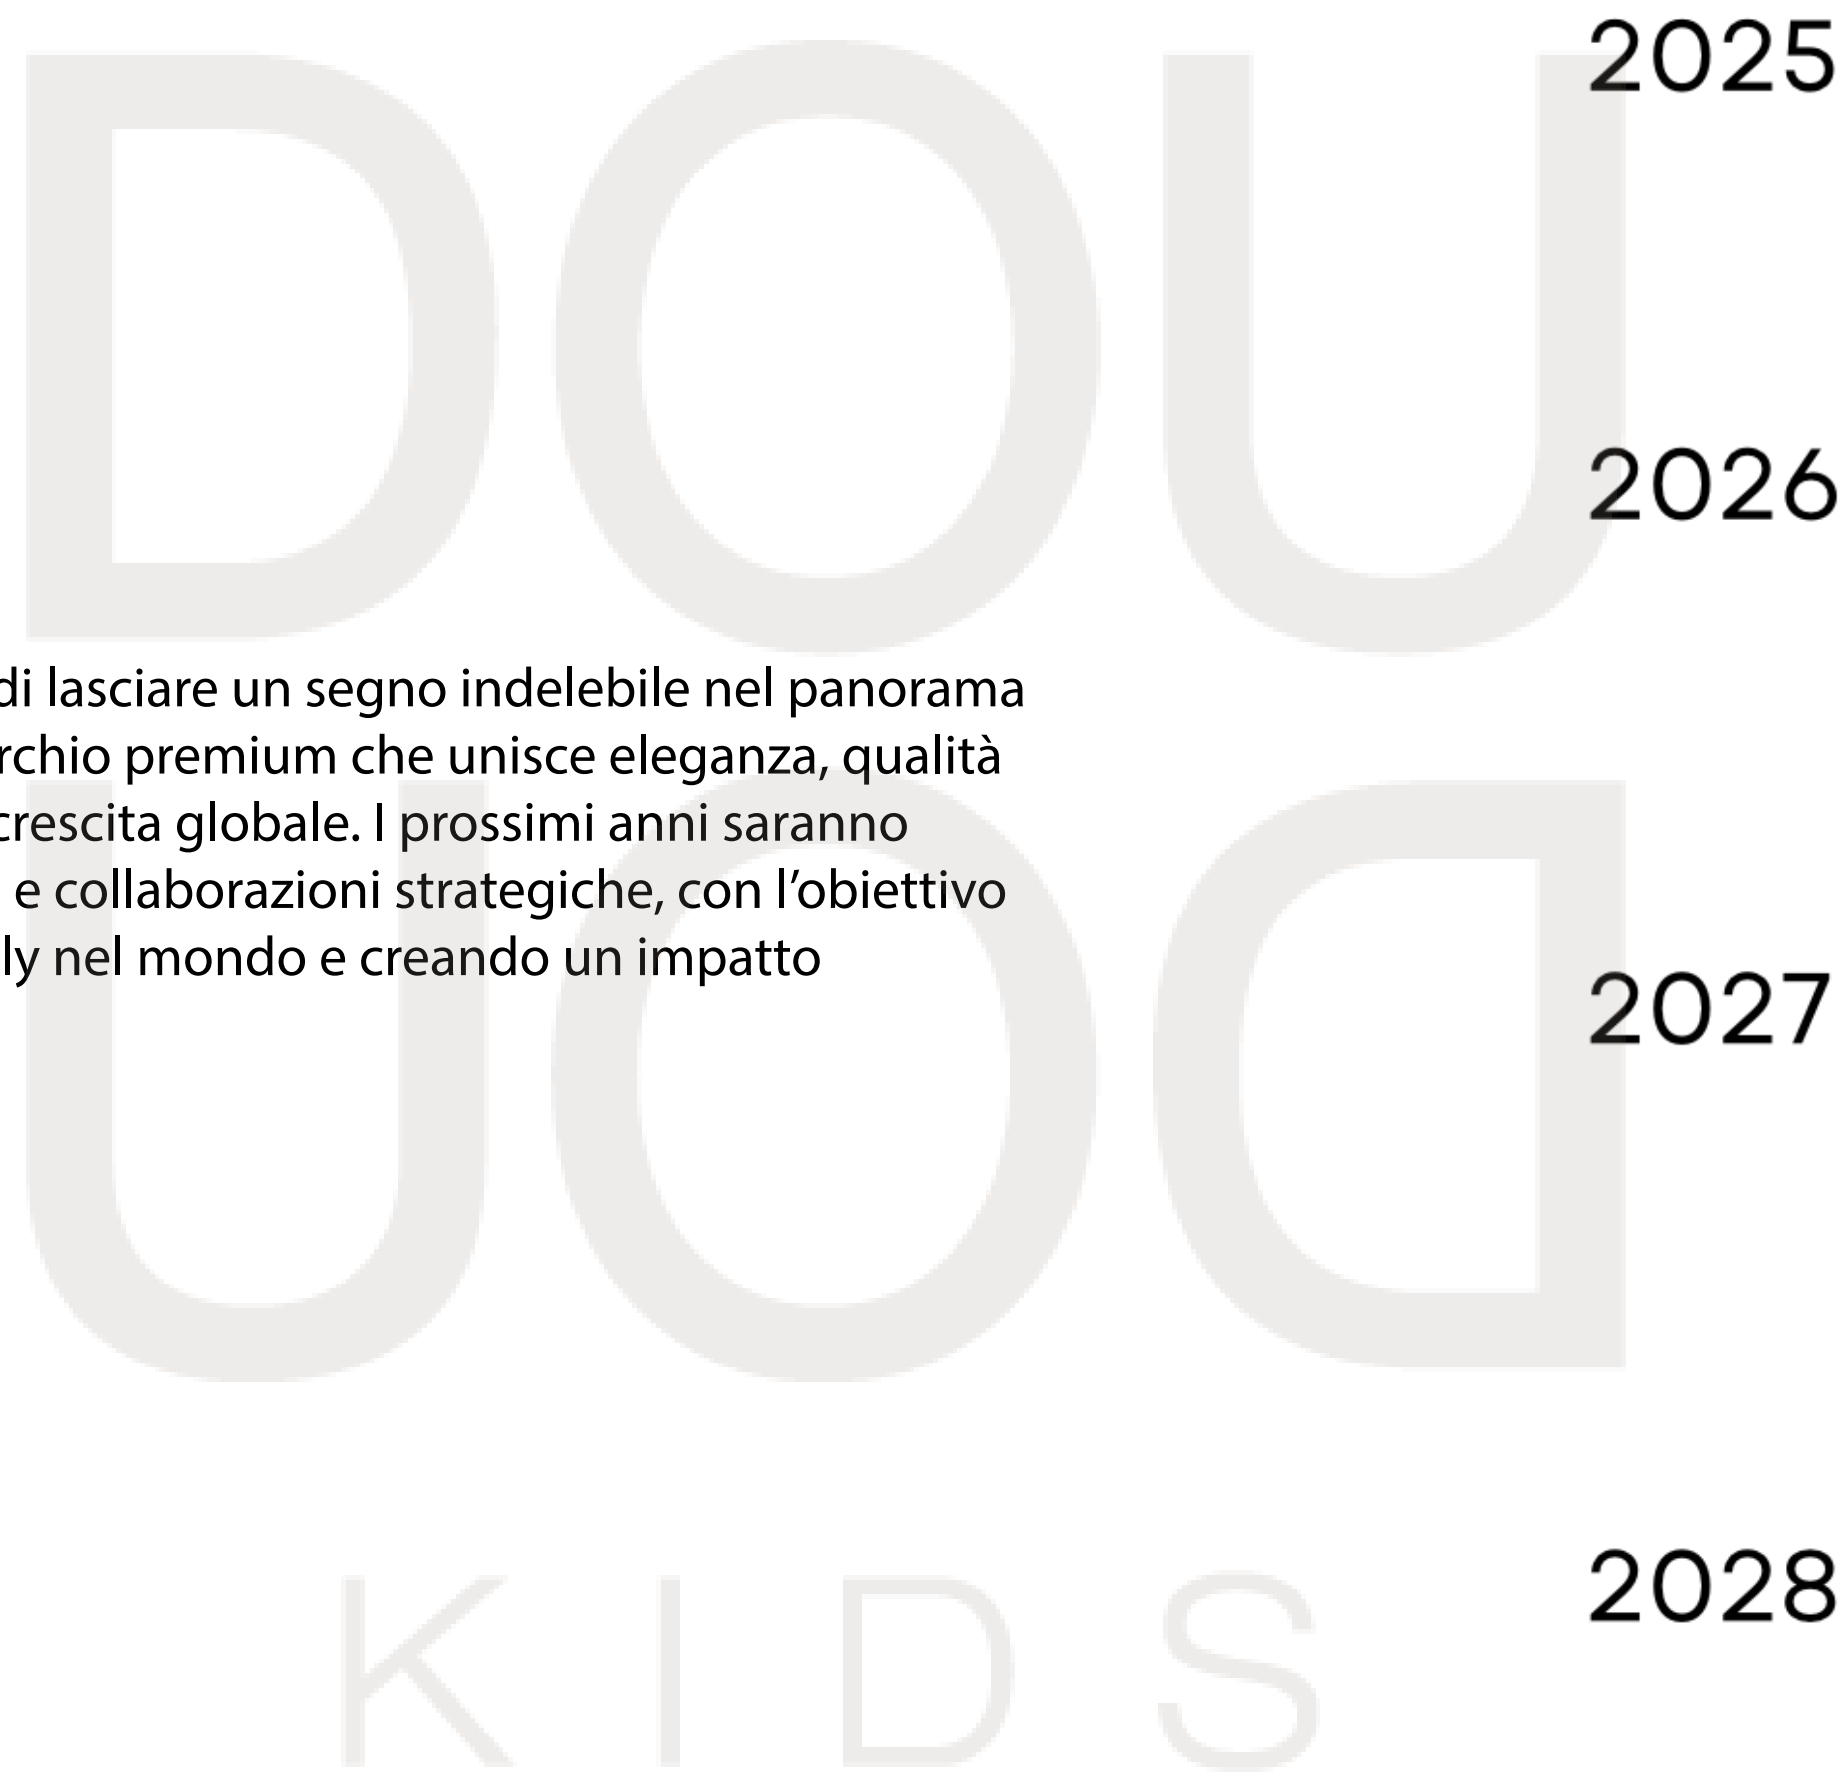 DOU
2025
2026
di lasciare un segno indelebile nel panorama
rchio premium che unisce eleganza, qualità
crescita globale. I prossimi anni saranno
e collaborazioni strategiche, con l’obiettivo
ly nel mondo e creando un impatto
UOD
2027
KIDS
2028